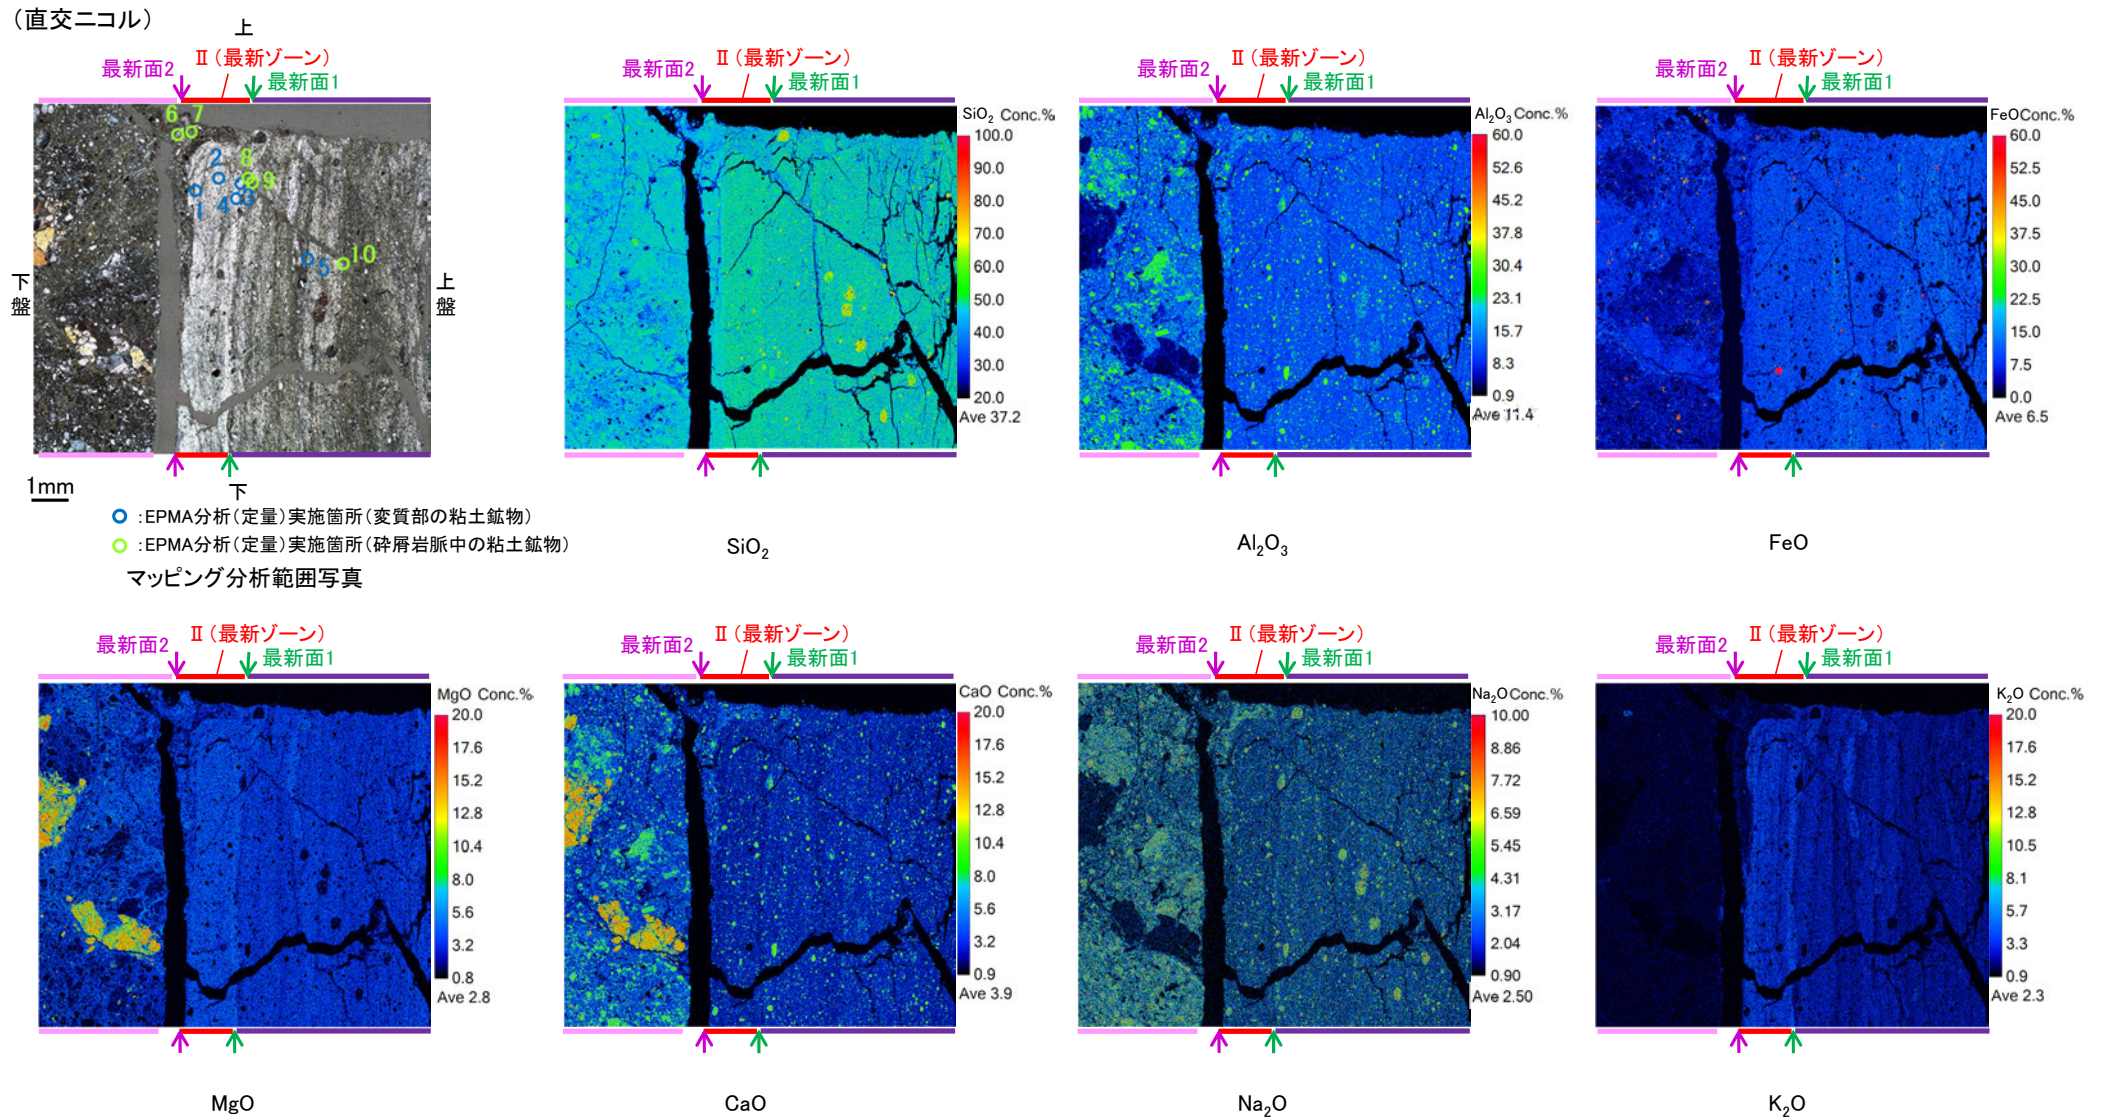 （直交ニコル）
上
最新面2
Ⅱ（最新ゾーン）
最新面1
6 7
2 8
9
1 4 3
5 10
下盤
上盤
1mm
下
○ :EPMA分析（定量）実施箇所（変質部の粘土鉱物）
○ :EPMA分析（定量）実施箇所（砕屑岩脈中の粘土鉱物）
マッピング分析範囲写真
最新面2
Ⅱ（最新ゾーン）
最新面1
SiO₂ Conc.%
100.0
90.0
80.0
70.0
60.0
50.0
40.0
30.0
20.0
Ave 37.2
SiO₂
最新面2
Ⅱ（最新ゾーン）
最新面1
Al₂O₃ Conc.%
60.0
52.6
45.2
37.8
30.4
23.1
15.7
8.3
0.9
Ave 11.4
Al₂O₃
最新面2
Ⅱ（最新ゾーン）
最新面1
FeO Conc.%
60.0
52.5
45.0
37.5
30.0
22.5
15.0
7.5
0.0
Ave 6.5
FeO
最新面2
Ⅱ（最新ゾーン）
最新面1
MgO Conc.%
20.0
17.6
15.2
12.8
10.4
8.0
5.6
3.2
0.8
Ave 2.8
MgO
最新面2
Ⅱ（最新ゾーン）
最新面1
CaO Conc.%
20.0
17.6
15.2
12.8
10.4
8.0
5.6
3.2
0.9
Ave 3.9
CaO
最新面2
Ⅱ（最新ゾーン）
最新面1
Na₂O Conc.%
10.00
8.86
7.72
6.59
5.45
4.31
3.17
2.04
0.90
Ave 2.50
Na₂O
最新面2
Ⅱ（最新ゾーン）
最新面1
K₂O Conc.%
20.0
17.6
15.2
12.8
10.5
8.1
5.7
3.3
0.9
Ave 2.3
K₂O